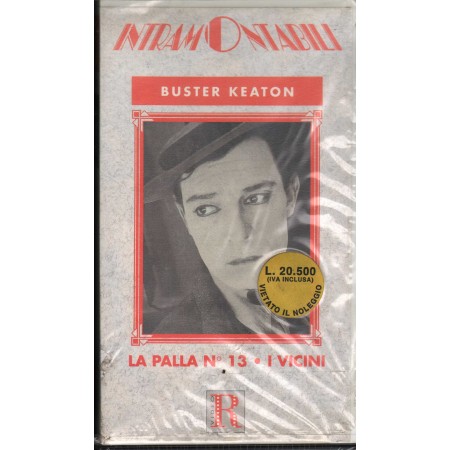 INTRAMONTABILI
BUSTER KEATON
L. 20.500
(IVA INCLUSA)
VIETATO IL NOLEGGIO
LA PALLA N° 13 • I VICINI
R